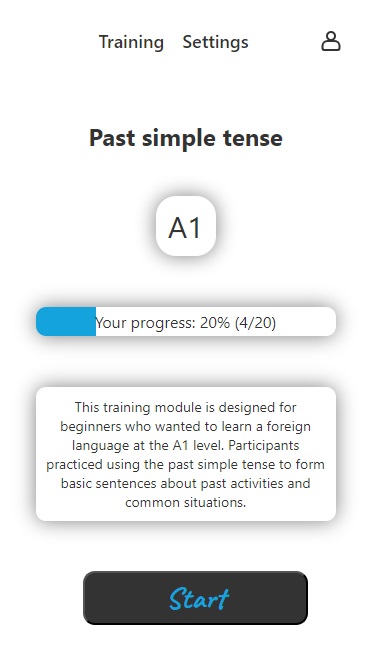 Training Settings
Past simple tense
A1
Your progress: 20% (4/20)
This training module is designed for
beginners who wanted to learn a foreign
language at the A1 level. Participants
practiced using the past simple tense to form
basic sentences about past activities and
common situations.
Start